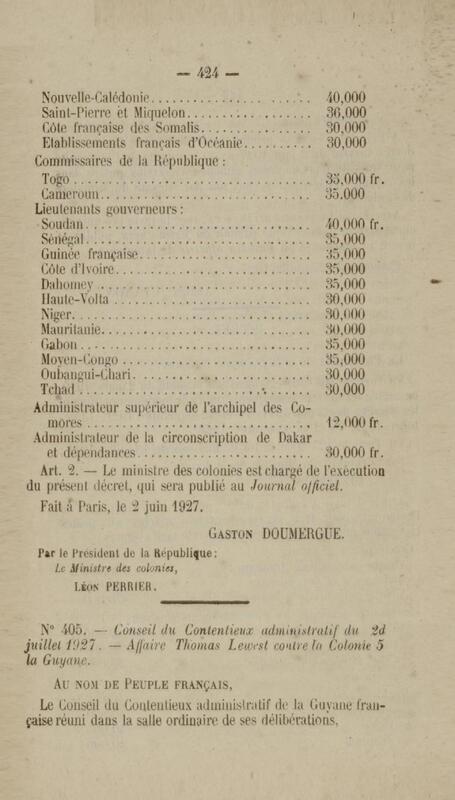 — 424 —
Nouvelle-Calédonie........................ 40,000
Saint-Pierre et Miquelon.................... 36,000
Côte française des Somalis.................. 30,000
Etablissements français d'Océanie.......... 30,000
Commissaires de la République :
Togo.................................... 35,000 fr.
Cameroun................................ 35.000
Lieutenants gouverneurs :
Soudan.................................. 40,000 fr.
Sénégal................................. 35,000
Guinée française......................... 35,000
Côte d'Ivoire............................ 35,000
Dahomey................................ 35,000
Haute-Volta............................. 30,000
Niger................................... 30,000
Mauritanie.............................. 30,000
Gabon.................................. 35,000
Moyen-Congo............................ 35,000
Oubangui-Chari.......................... 30,000
Tchad................................... 30,000
Administrateur supérieur de l'archipel des Co-
mores.................................. 12,000 fr.
Administrateur de la circonscription de Dakar
et dépendances.......................... 30,000 fr.
Art. 2. — Le ministre des colonies est chargé de l'exécution
du présent décret, qui sera publié au Journal officiel.
Fait à Paris, le 2 juin 1927.
GASTON DOUMERGUE.
Par le Président de la République :
Le Ministre des colonies,
LÉON PERRIER.
N° 405. — Conseil du Contentieux administratif du 2d
juillet 1927. — Affaire Thomas Lewest contre la Colonie 5
la Guyane.
AU NOM DE PEUPLE FRANÇAIS,
Le Conseil du Contentieux administratif de la Guyane fran-
çaise réuni dans la salle ordinaire de ses délibérations,